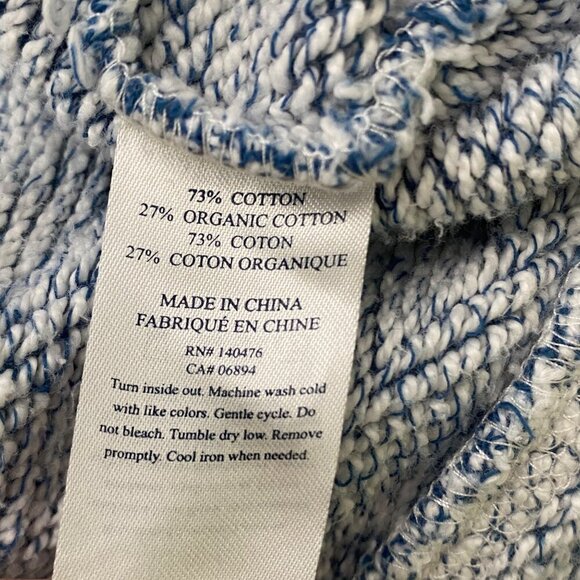 73% COTTON
27% ORGANIC COTTON
73% COTON
27% COTON ORGANIQUE
MADE IN CHINA
FABRIQUÉ EN CHINE
RN# 140476
CA# 06894
Turn inside out. Machine wash cold
with like colors. Gentle cycle. Do
not bleach. Tumble dry low. Remove
promptly. Cool iron when needed.